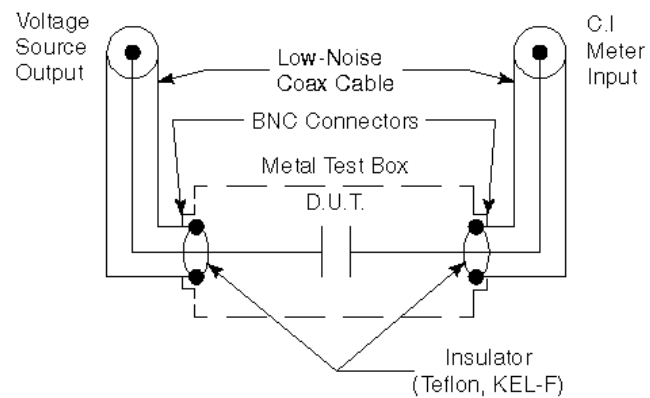 Voltage
Source
Output
C.I
Meter
Input
Low-Noise
Coax Cable
BNC Connectors
Metal Test Box
D.U.T.
Insulator
(Teflon, KEL-F)